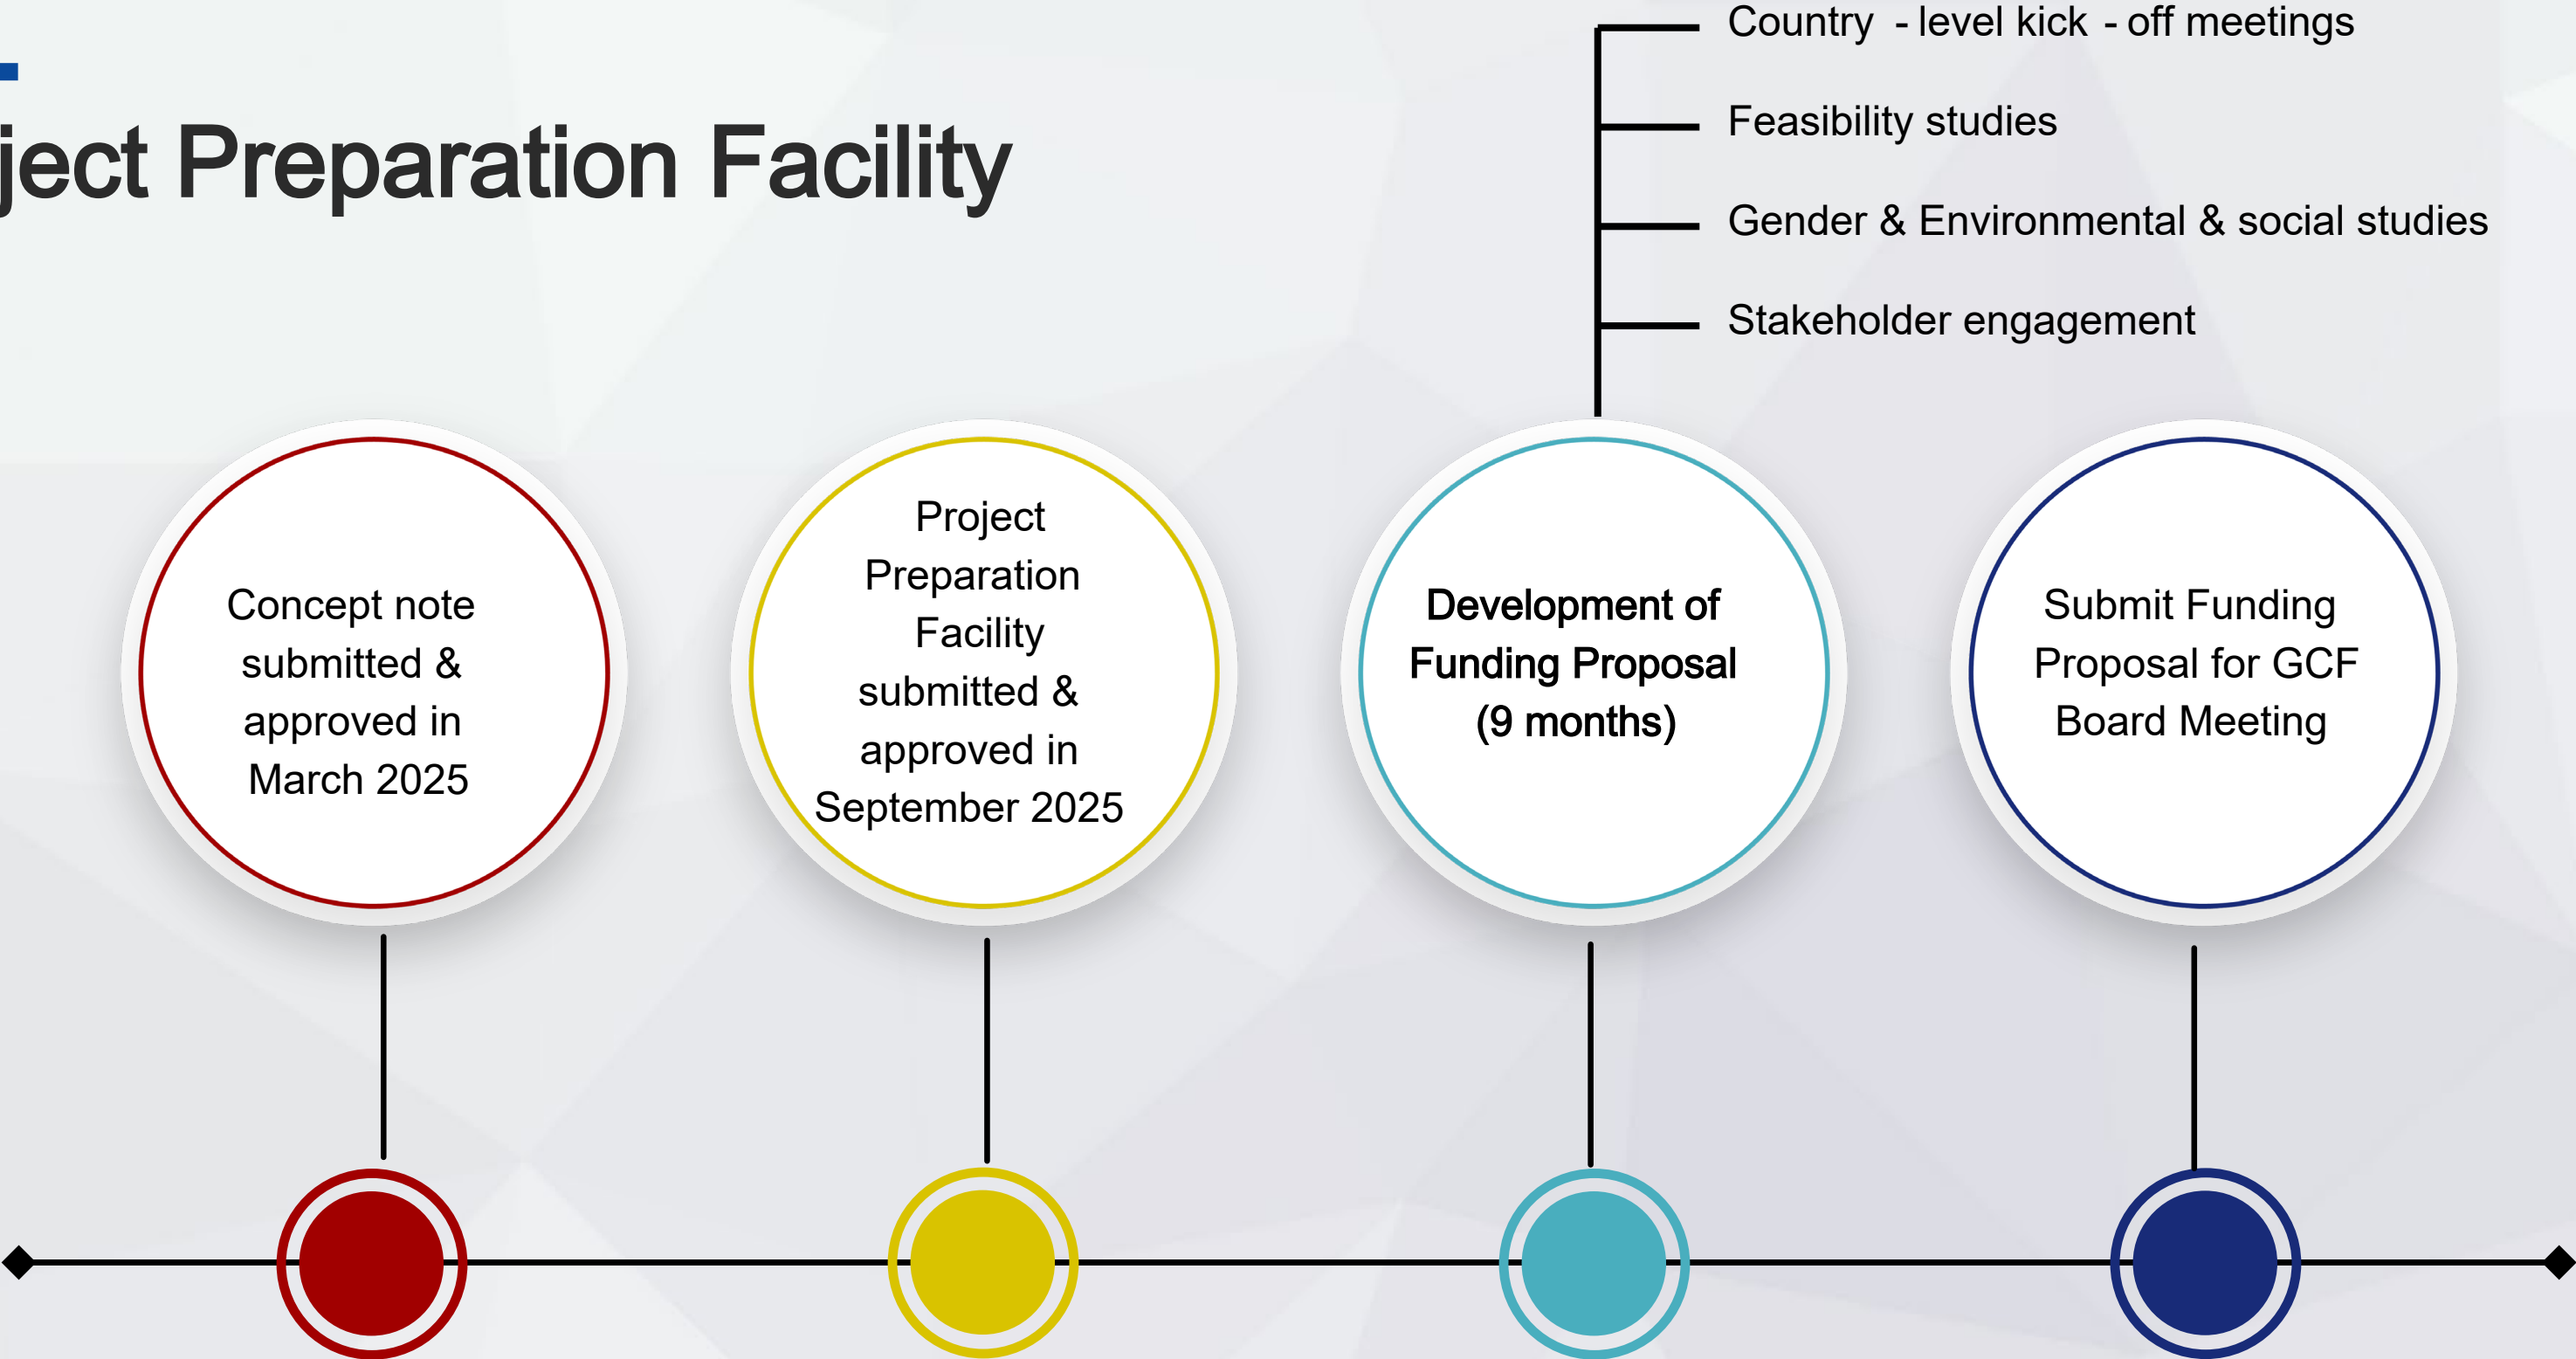 ject Preparation Facility
Country - level kick - off meetings
Feasibility studies
Gender & Environmental & social studies
Stakeholder engagement
Concept note
submitted &
approved in
March 2025
Project
Preparation
Facility
submitted &
approved in
September 2025
Development of
Funding Proposal
(9 months)
Submit Funding
Proposal for GCF
Board Meeting